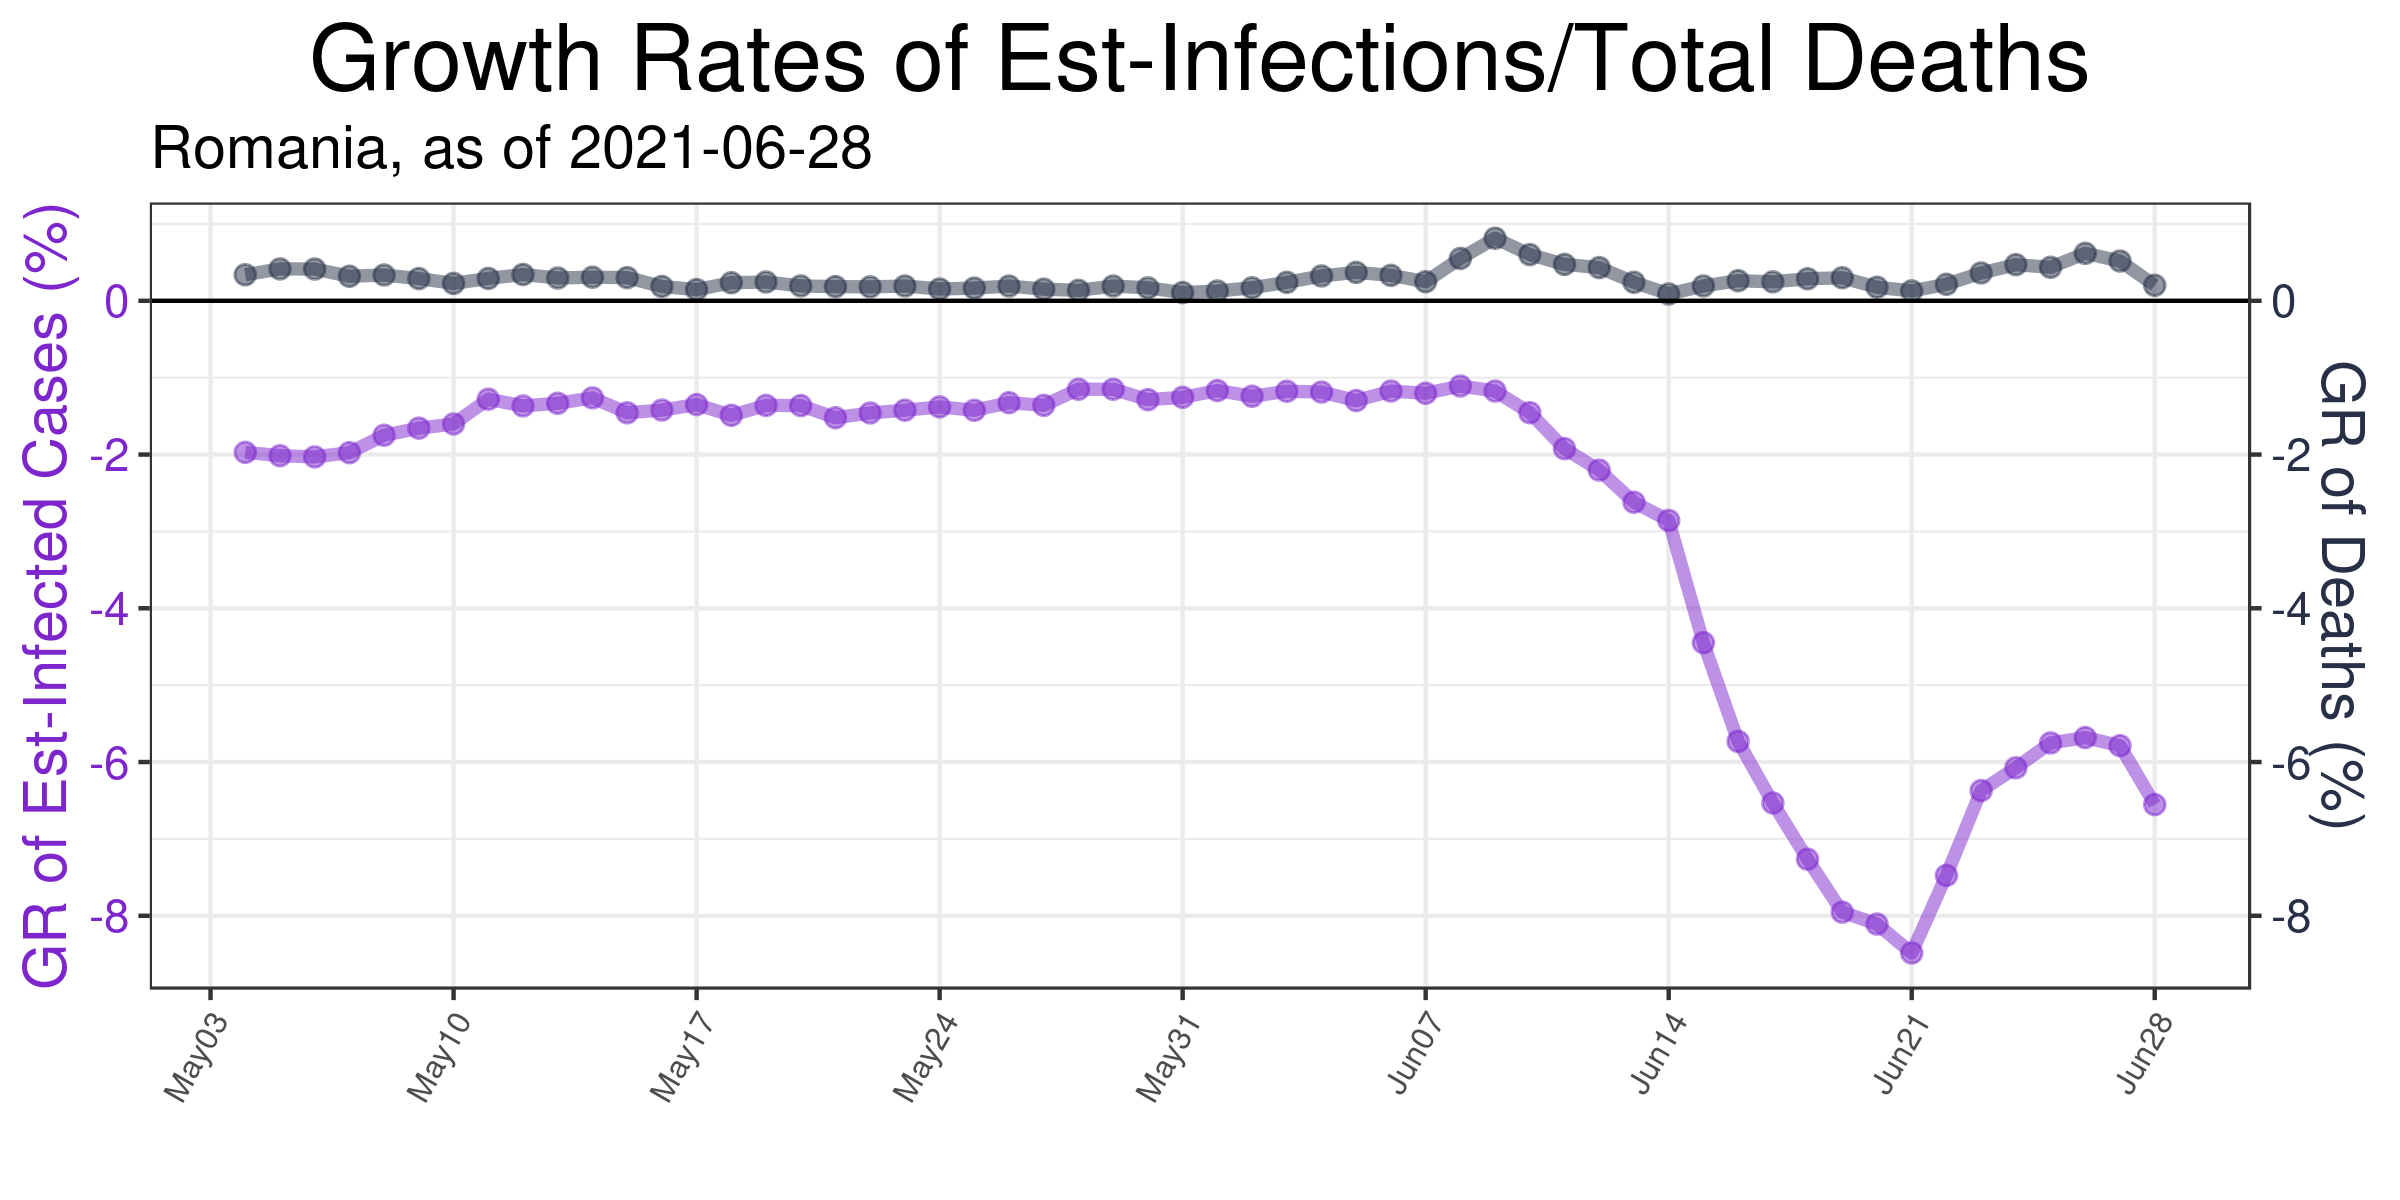 Growth Rates of Est-Infections/Total Deaths
Romania, as of 2021-06-28
GR of Est-Infected Cases (%)
0
-2
-4
-6
-8
0
-2
-4
-6
-8
GR of Deaths (%)
May03
May10
May17
May24
May31
Jun07
Jun14
Jun21
Jun28